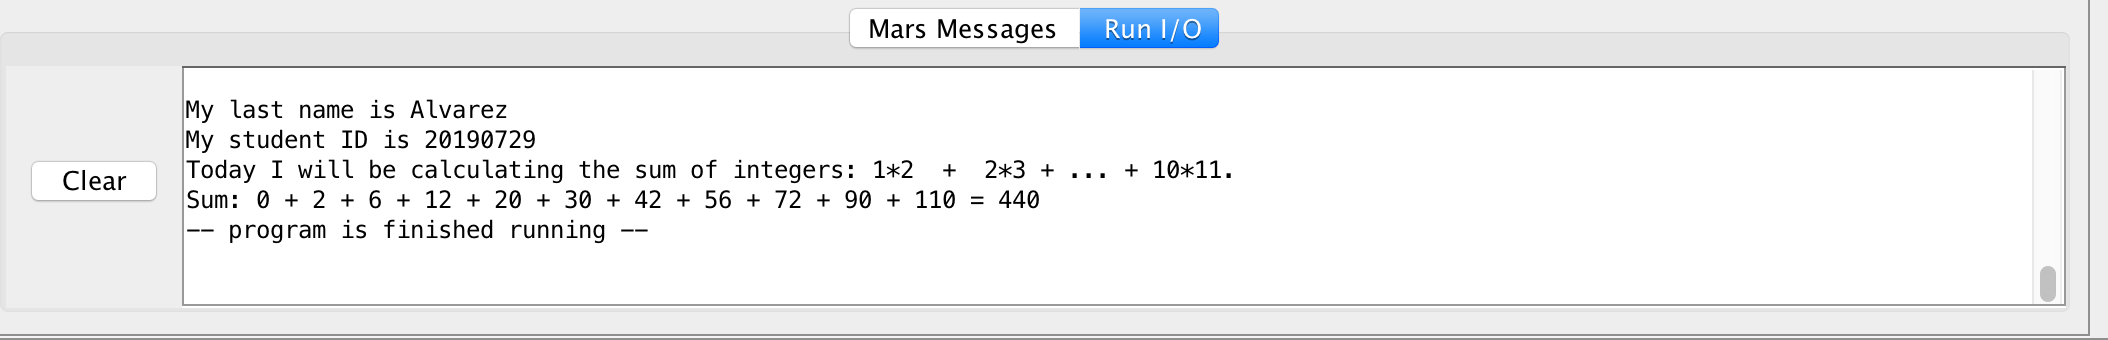 Mars Messages Run I/O
My last name is Alvarez
My student ID is 20190729
Today I will be calculating the sum of integers: 1*2  +  2*3 + ... + 10*11.
Clear
Sum: 0 + 2 + 6 + 12 + 20 + 30 + 42 + 56 + 72 + 90 + 110 = 440
-- program is finished running --